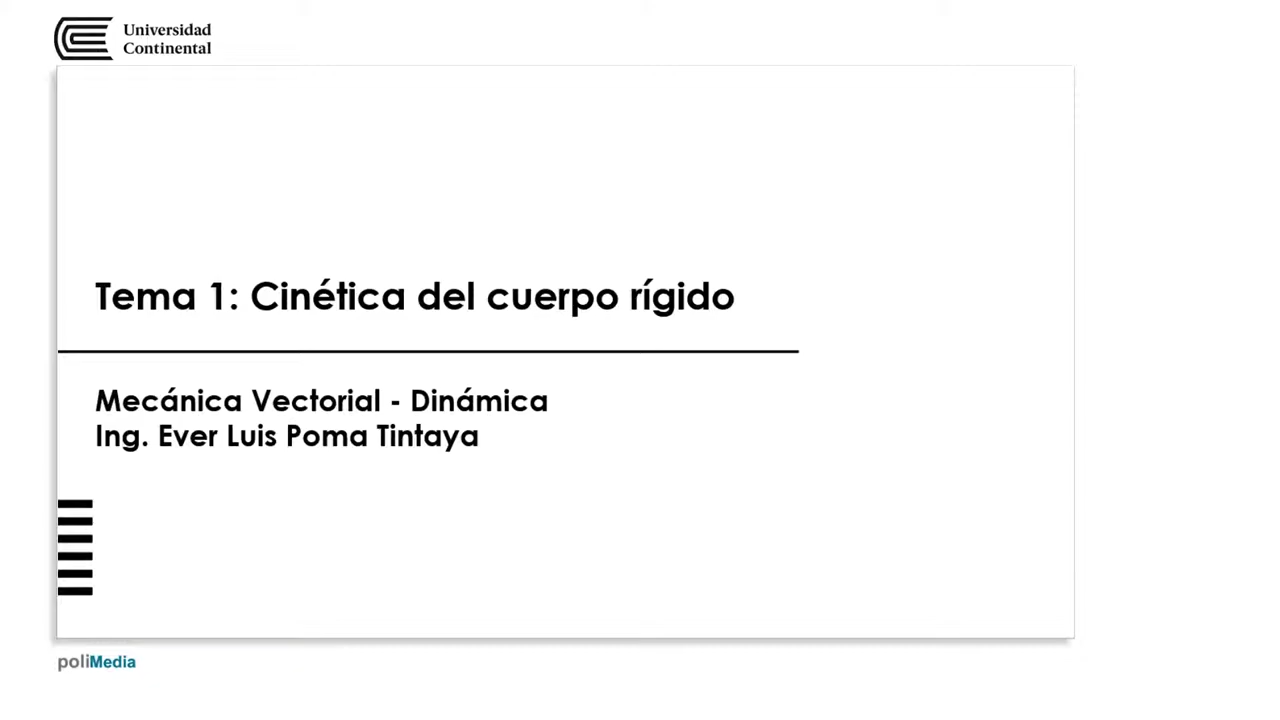 Universidad
Continental
Tema 1: Cinética del cuerpo rígido
Mecánica Vectorial - Dinámica
Ing. Ever Luis Poma Tintaya
poliMedia